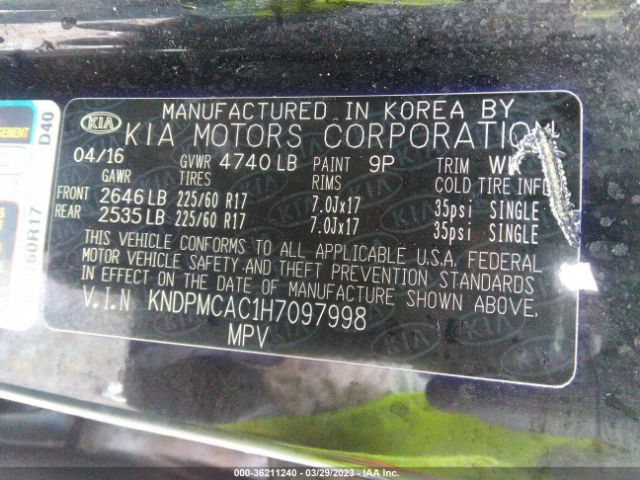 MANUFACTURED IN KOREA BY
KIA MOTORS CORPORATION
04/16 GVWR 4740 LB PAINT 9P TRIM
GAWR TIRES RIMS COLD TIRE INFO
FRONT 2646 LB 225/60 R17 7.0Jx17 35psi SINGLE
REAR 2535 LB 225/60 R17 7.0Jx17 35psi SINGLE
THIS VEHICLE CONFORMS TO ALL APPLICABLE U.S.A. FEDERAL
MOTOR VEHICLE SAFETY AND THEFT PREVENTION STANDARDS
IN EFFECT ON THE DATE OF MANUFACTURE SHOWN ABOVE.
V.I.N KNDPMCAC1H7097998
MPV
D40
/60R17
000-36211240 | 03/29/2023 | IAA Inc.